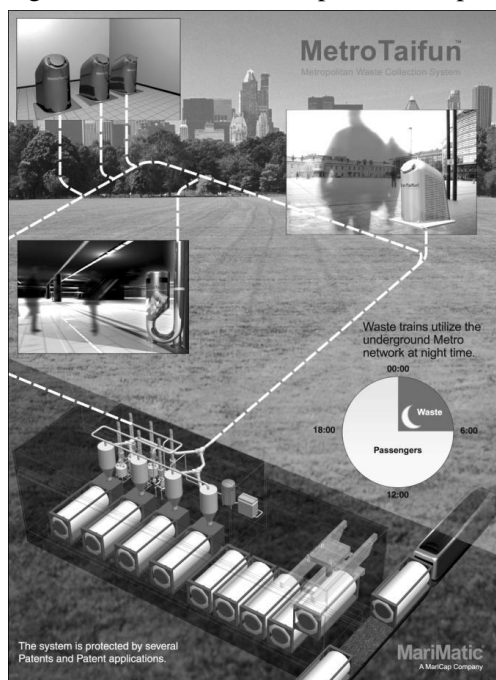 MetroTaifun™
Metropolitan Waste Collection System
Waste trains utilize the
underground Metro
network at night time.
00:00
Waste
18:00
6:00
Passengers
12:00
The system is protected by several
Patents and Patent applications.
MariMatic®
A MariCap Company